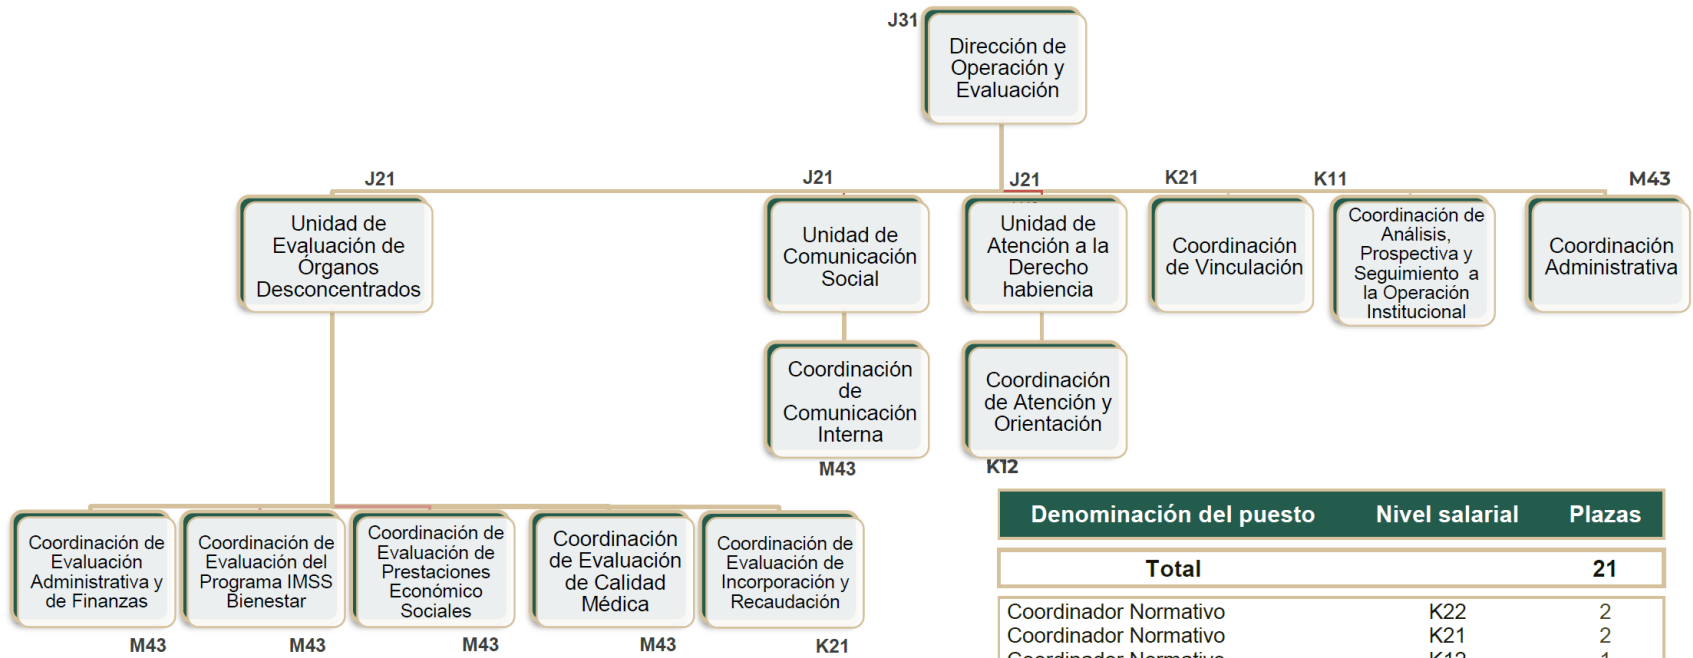 J31
Dirección de
Operación y
Evaluación
J21
J21
J21
K21
K11
M43
Unidad de
Evaluación de
Órganos
Desconcentrados
Unidad de
Comunicación
Social
Unidad de
Atención a la
Derecho
habiencia
Coordinación
de Vinculación
Coordinación de
Análisis,
Prospectiva y
Seguimiento a
la Operación
Institucional
Coordinación
Administrativa
Coordinación
de
Comunicación
Interna
M43
Coordinación
de Atención y
Orientación
K12
Coordinación de
Evaluación
Administrativa y
de Finanzas
M43
Coordinación de
Evaluación del
Programa IMSS
Bienestar
M43
Coordinación de
Evaluación de
Prestaciones
Económico
Sociales
M43
Coordinación
de Evaluación
de Calidad
Médica
M43
Coordinación de
Evaluación de
Incorporación y
Recaudación
K21
Denominación del puesto Nivel salarial Plazas
Total 21
Coordinador Normativo K22 2
Coordinador Normativo K21 2
Coordinador Normativo K12 1